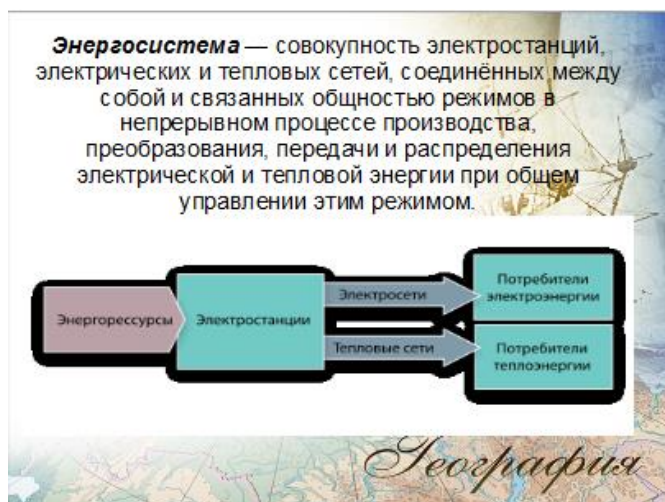 Энергосистема — совокупность электростанций,
электрических и тепловых сетей, соединённых между
собой и связанных общностью режимов в
непрерывном процессе производства,
преобразования, передачи и распределения
электрической и тепловой энергии при общем
управлении этим режимом.
Энергорессурсы
Электростанции
Электросети
Тепловые сети
Потребители
электроэнергии
Потребители
теплоэнергии
География